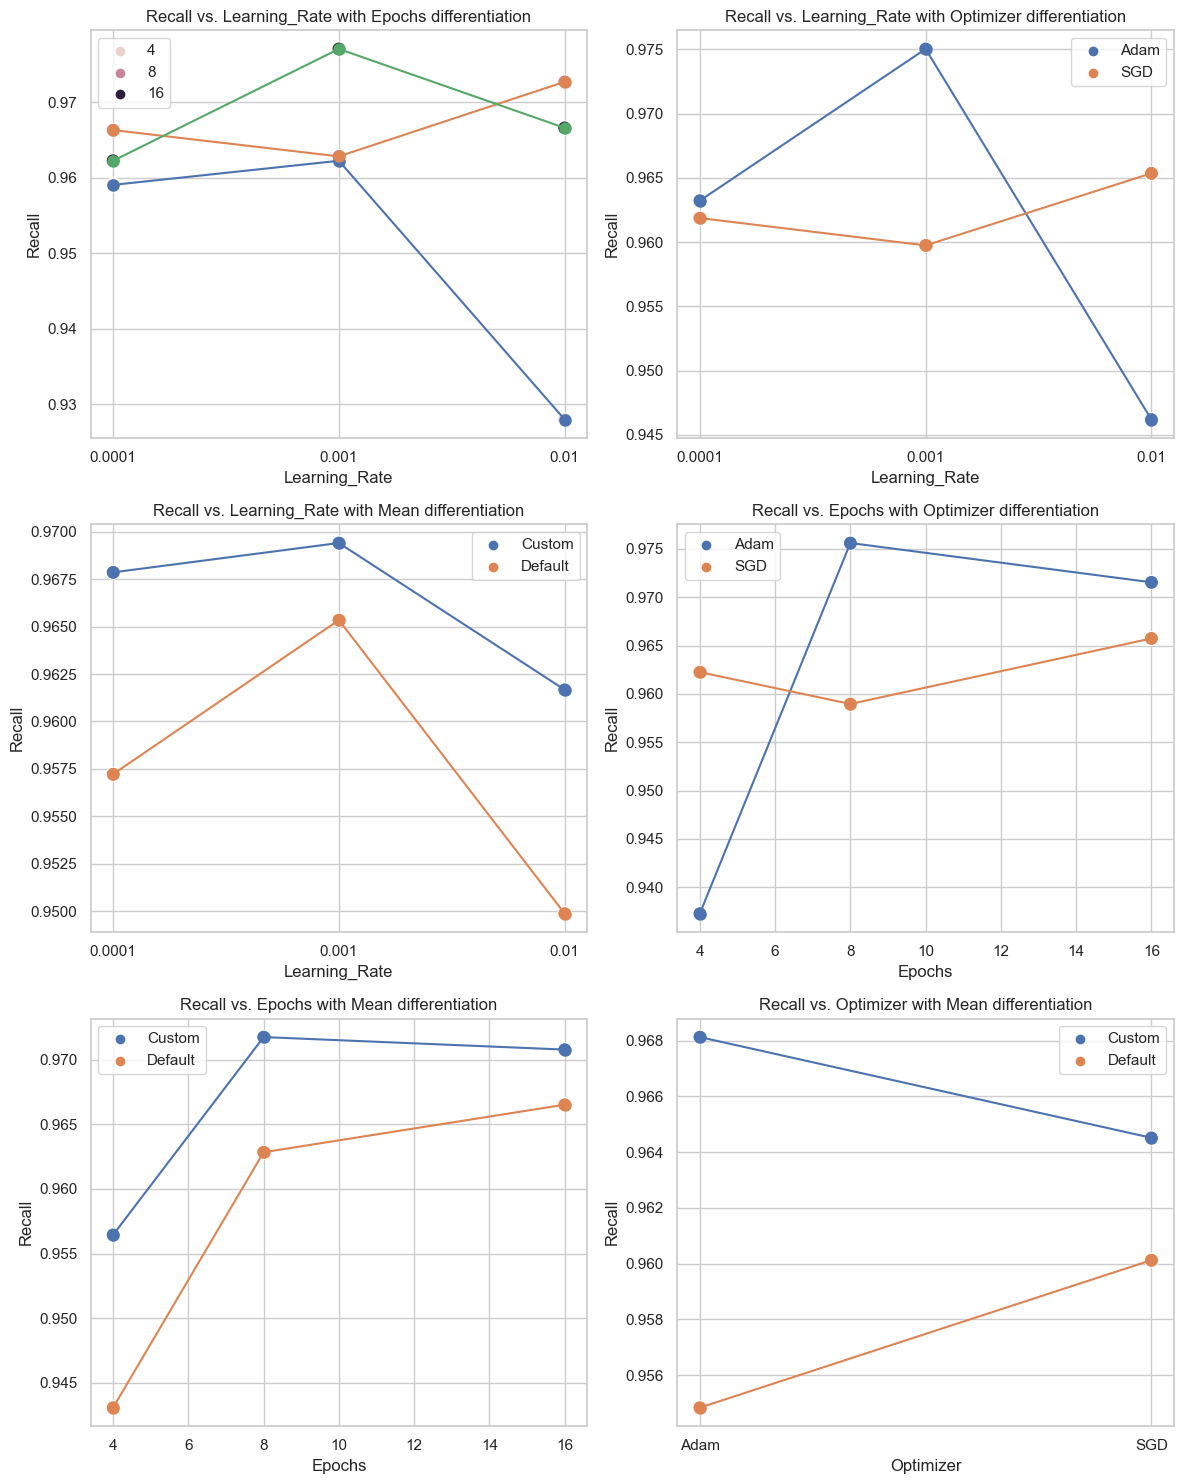 Recall vs. Learning_Rate with Epochs differentiation
4
8
16
0.97
0.96
0.95
0.94
0.93
Recall
0.0001 0.001 0.01
Learning_Rate
Recall vs. Learning_Rate with Optimizer differentiation
Adam
SGD
0.975
0.970
0.965
0.960
0.955
0.950
0.945
Recall
0.0001 0.001 0.01
Learning_Rate
Recall vs. Learning_Rate with Mean differentiation
Custom
Default
0.9700
0.9675
0.9650
0.9625
0.9600
0.9575
0.9550
0.9525
0.9500
Recall
0.0001 0.001 0.01
Learning_Rate
Recall vs. Epochs with Optimizer differentiation
Adam
SGD
0.975
0.970
0.965
0.960
0.955
0.950
0.945
0.940
Recall
4 6 8 10 12 14 16
Epochs
Recall vs. Epochs with Mean differentiation
Custom
Default
0.970
0.965
0.960
0.955
0.950
0.945
Recall
4 6 8 10 12 14 16
Epochs
Recall vs. Optimizer with Mean differentiation
Custom
Default
0.968
0.966
0.964
0.962
0.960
0.958
0.956
Recall
Adam SGD
Optimizer